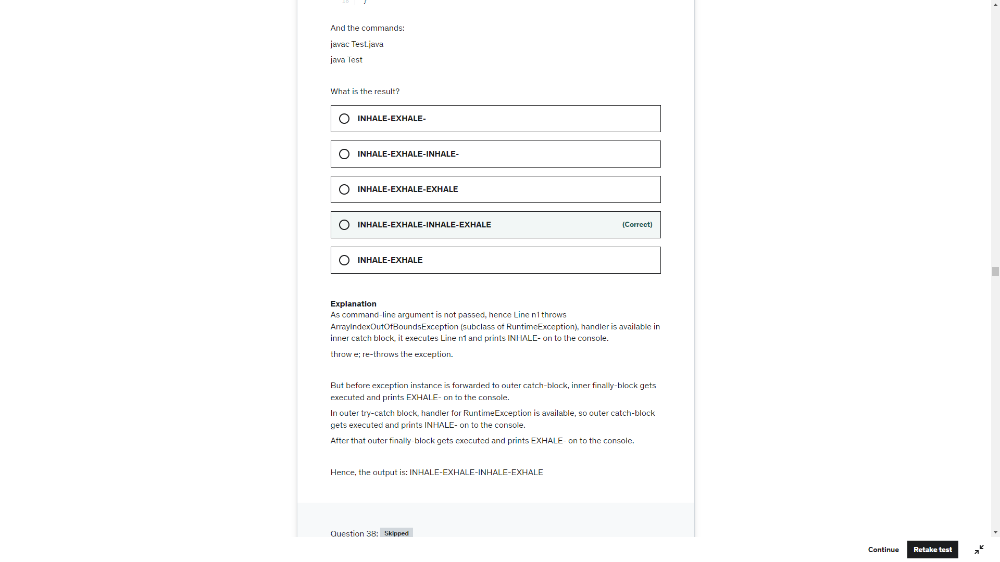 18 }
And the commands:
javac Test.java
java Test
What is the result?
INHALE-EXHALE-
INHALE-EXHALE-INHALE-
INHALE-EXHALE-EXHALE
INHALE-EXHALE-INHALE-EXHALE (Correct)
INHALE-EXHALE
Explanation
As command-line argument is not passed, hence Line n1 throws
ArrayIndexOutOfBoundsException (subclass of RuntimeException), handler is available in
inner catch block, it executes Line n1 and prints INHALE- on to the console.
throw e; re-throws the exception.
But before exception instance is forwarded to outer catch-block, inner finally-block gets
executed and prints EXHALE- on to the console.
In outer try-catch block, handler for RuntimeException is available, so outer catch-block
gets executed and prints INHALE- on to the console.
After that outer finally-block gets executed and prints EXHALE- on to the console.
Hence, the output is: INHALE-EXHALE-INHALE-EXHALE
Question 38: Skipped
Continue Retake test